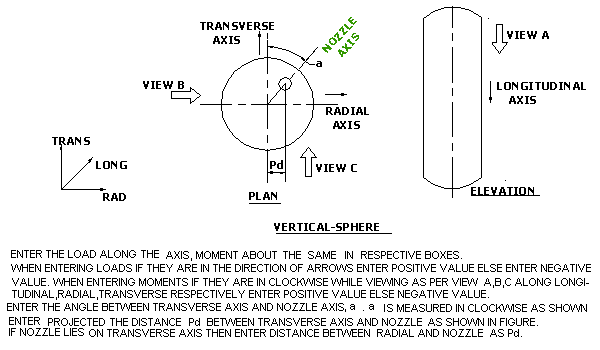 TRANSVERSE
AXIS
NOZZLE
AXIS
a
VIEW A
VIEW B
LONGITUDINAL
AXIS
RADIAL
AXIS
TRANS
LONG
RAD
Pd
VIEW C
PLAN
ELEVATION
VERTICAL-SPHERE
ENTER THE LOAD ALONG THE AXIS, MOMENT ABOUT THE SAME IN RESPECTIVE BOXES.
WHEN ENTERING LOADS IF THEY ARE IN THE DIRECTION OF ARROWS ENTER POSITIVE VALUE ELSE ENTER NEGATIVE
VALUE. WHEN ENTERING MOMENTS IF THEY ARE IN CLOCKWISE WHILE VIEWING AS PER VIEW A,B,C ALONG LONGI-
TUDINAL,RADIAL,TRANSVERSE RESPECTIVELY ENTER POSITIVE VALUE ELSE NEGATIVE VALUE.
ENTER THE ANGLE BETWEEN TRANSVERSE AXIS AND NOZZLE AXIS, a . a IS MEASURED IN CLOCKWISE AS SHOWN
ENTER PROJECTED THE DISTANCE Pd BETWEEN TRANSVERSE AXIS AND NOZZLE AS SHOWN IN FIGURE.
IF NOZZLE LIES ON TRANSVERSE AXIS THEN ENTER DISTANCE BETWEEN RADIAL AND NOZZLE AS Pd.